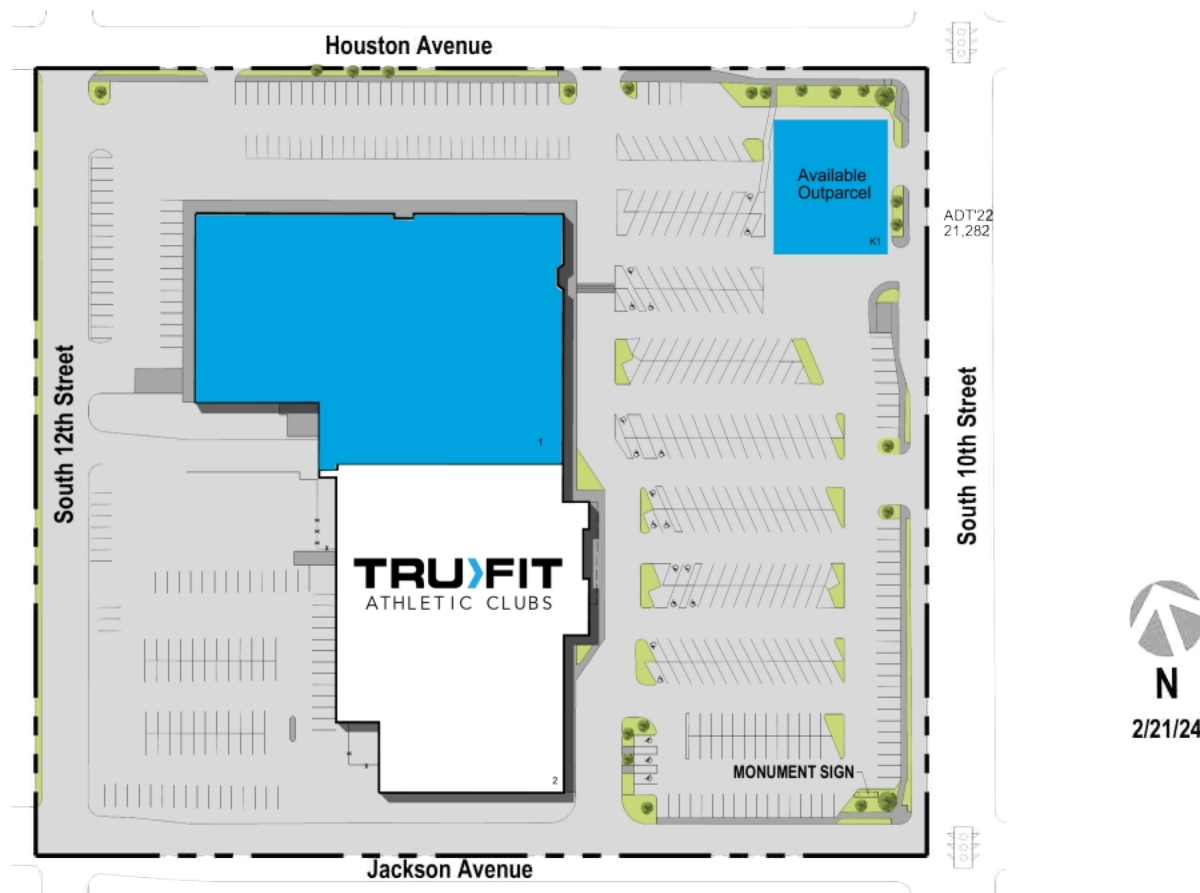 Houston Avenue
Available
Outparcel
K1
ADT'22
21,282
South 12th Street
South 10th Street
1
TRU FIT
ATHLETIC CLUBS
N
2/21/24
MONUMENT SIGN
2
Jackson Avenue